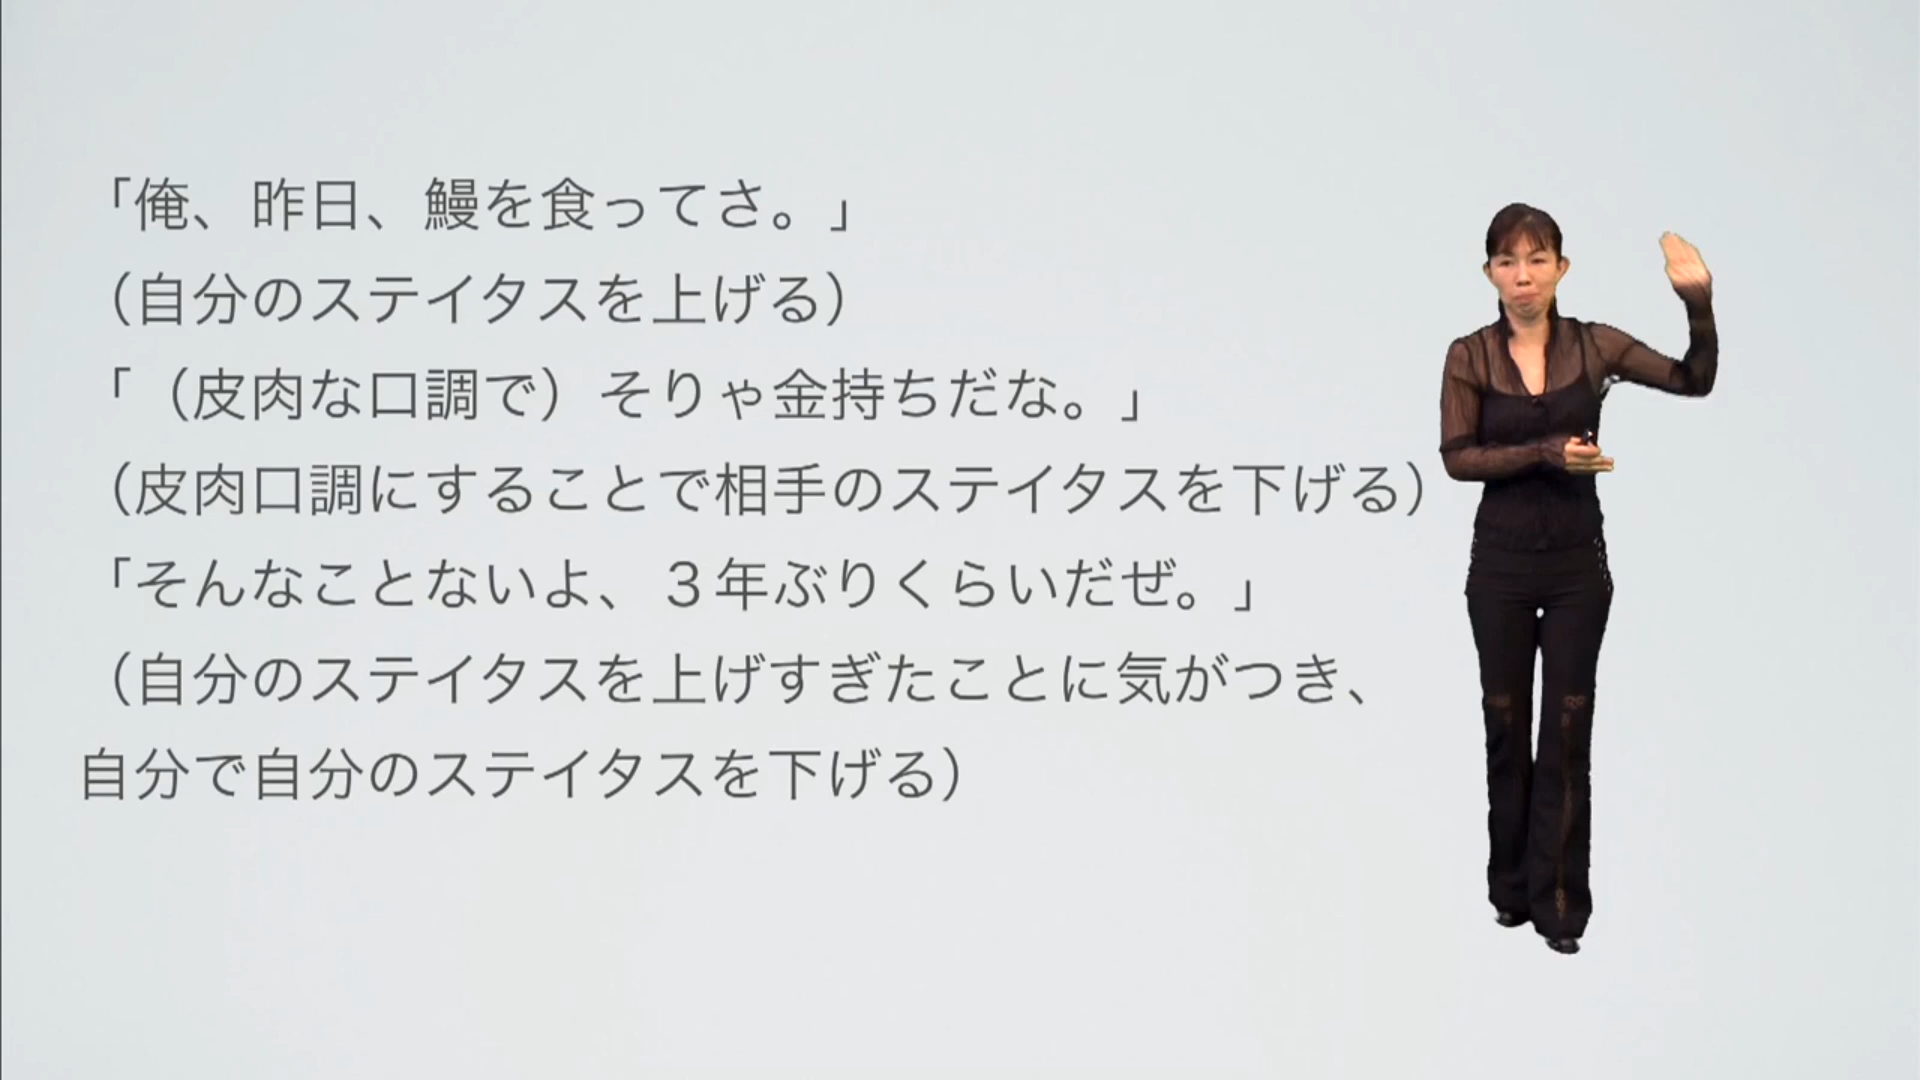 「俺、昨日、鰻を食ってさ。」
（自分のステイタスを上げる）
「（皮肉な口調で）そりゃ金持ちだな。」
（皮肉口調にすることで相手のステイタスを下げる）
「そんなことないよ、３年ぶりくらいだぜ。」
（自分のステイタスを上げすぎたことに気がつき、
自分で自分のステイタスを下げる）